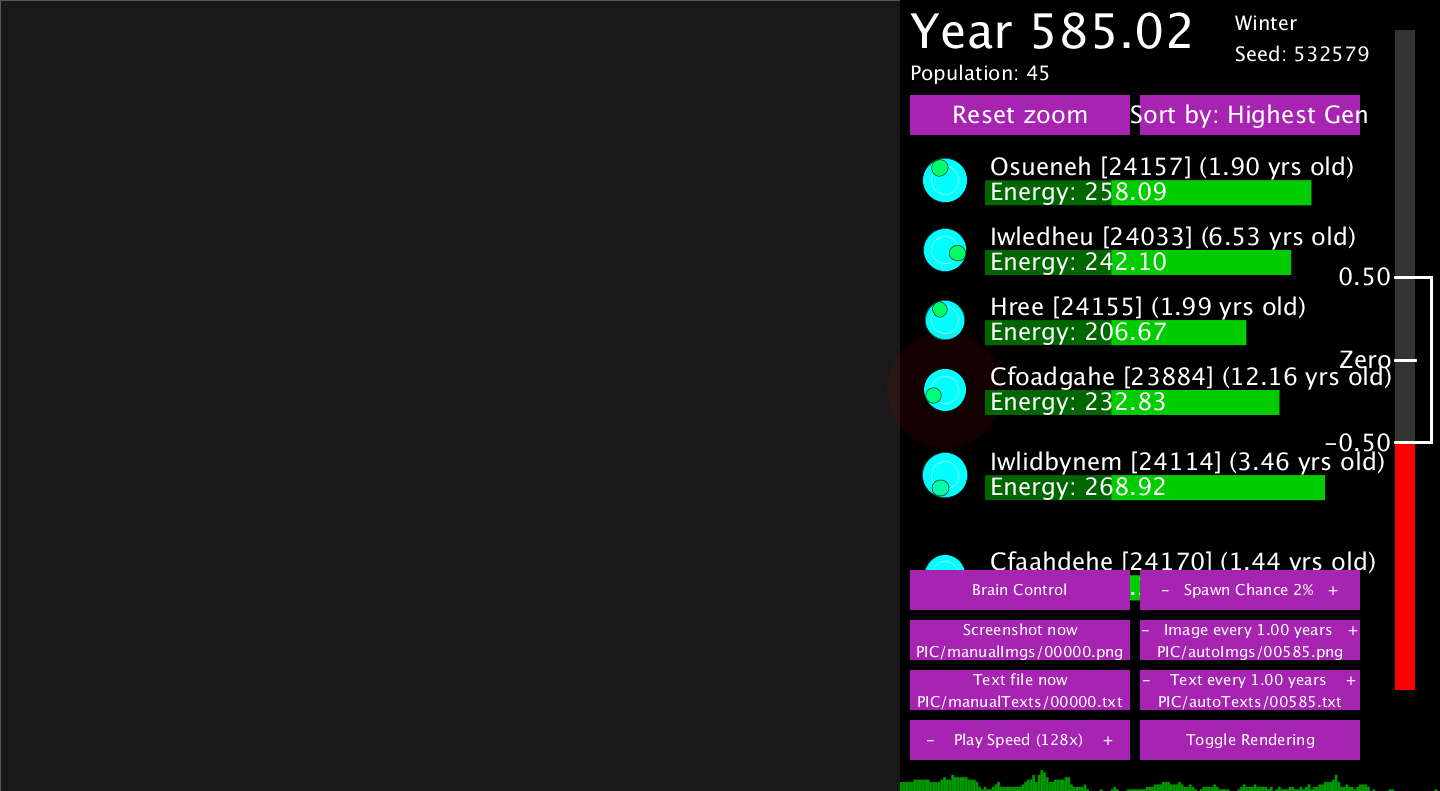 Year 585.02
Winter
Seed: 532579
Population: 45
Reset zoom
Sort by: Highest Gen
Osueneh [24157] (1.90 yrs old)
Energy: 258.09
Iwledheu [24033] (6.53 yrs old)
Energy: 242.10
0.50
Hree [24155] (1.99 yrs old)
Energy: 206.67
Zero
Cfoadgahe [23884] (12.16 yrs old)
Energy: 232.83
-0.50
Iwlidbynem [24114] (3.46 yrs old)
Energy: 268.92
Cfaahdehe [24170] (1.44 yrs old)
Brain Control
- Spawn Chance 2% +
Screenshot now
PIC/manualImgs/00000.png
- Image every 1.00 years +
PIC/autoImgs/00585.png
Text file now
PIC/manualTexts/00000.txt
- Text every 1.00 years +
PIC/autoTexts/00585.txt
- Play Speed (128x) +
Toggle Rendering